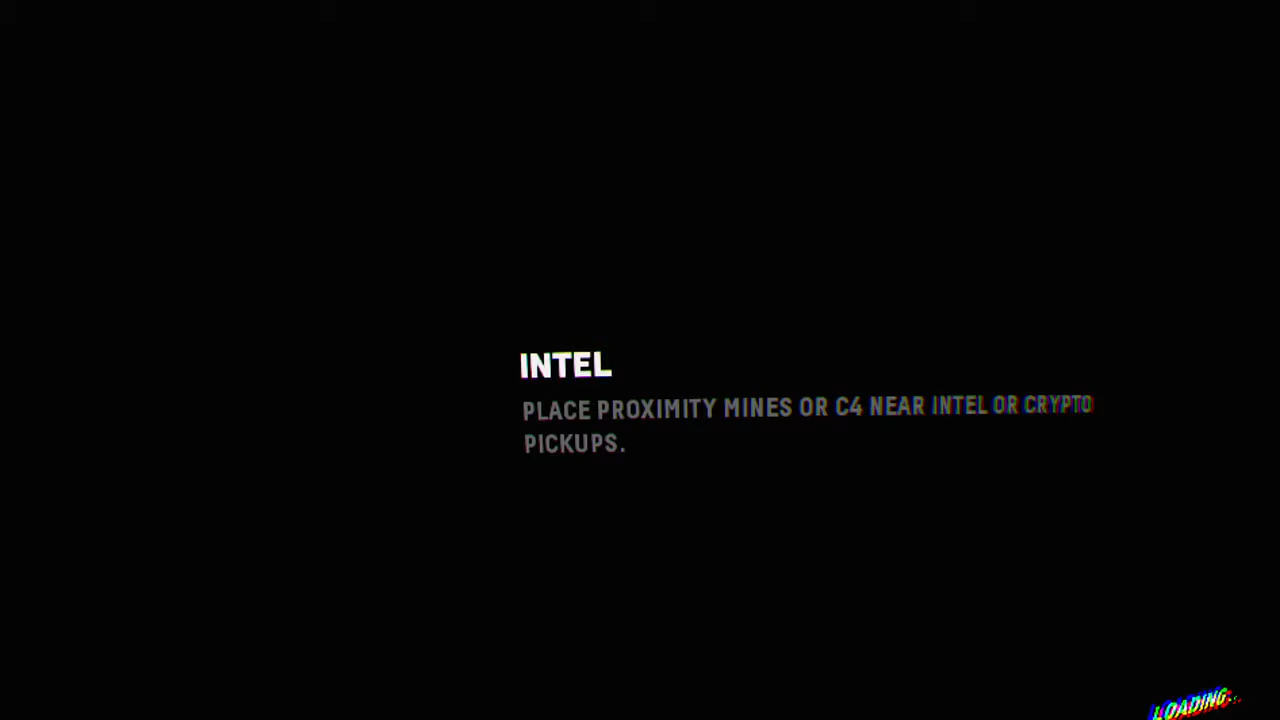 INTEL
PLACE PROXIMITY MINES OR C4 NEAR INTEL OR CRYPTO
PICKUPS.
LOADING..